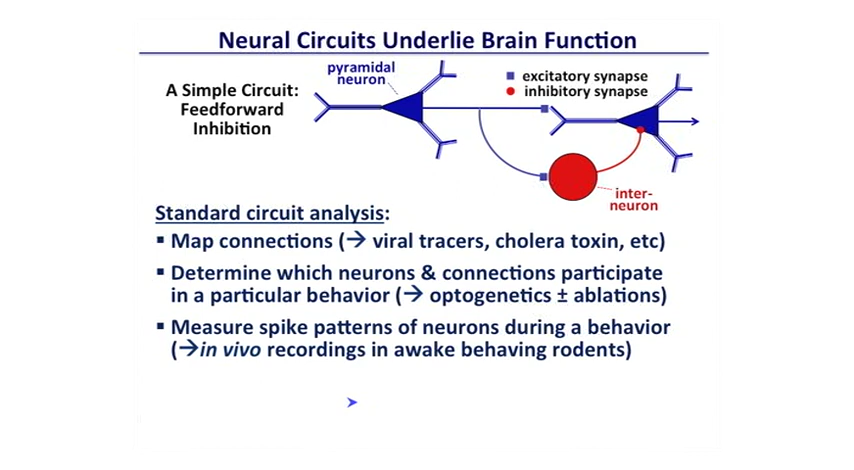 Neural Circuits Underlie Brain Function
A Simple Circuit:
Feedforward
Inhibition
pyramidal
neuron
excitatory synapse
inhibitory synapse
inter-
neuron
Standard circuit analysis:
▪ Map connections (→ viral tracers, cholera toxin, etc)
▪ Determine which neurons & connections participate
in a particular behavior (→ optogenetics ± ablations)
▪ Measure spike patterns of neurons during a behavior
(→in vivo recordings in awake behaving rodents)